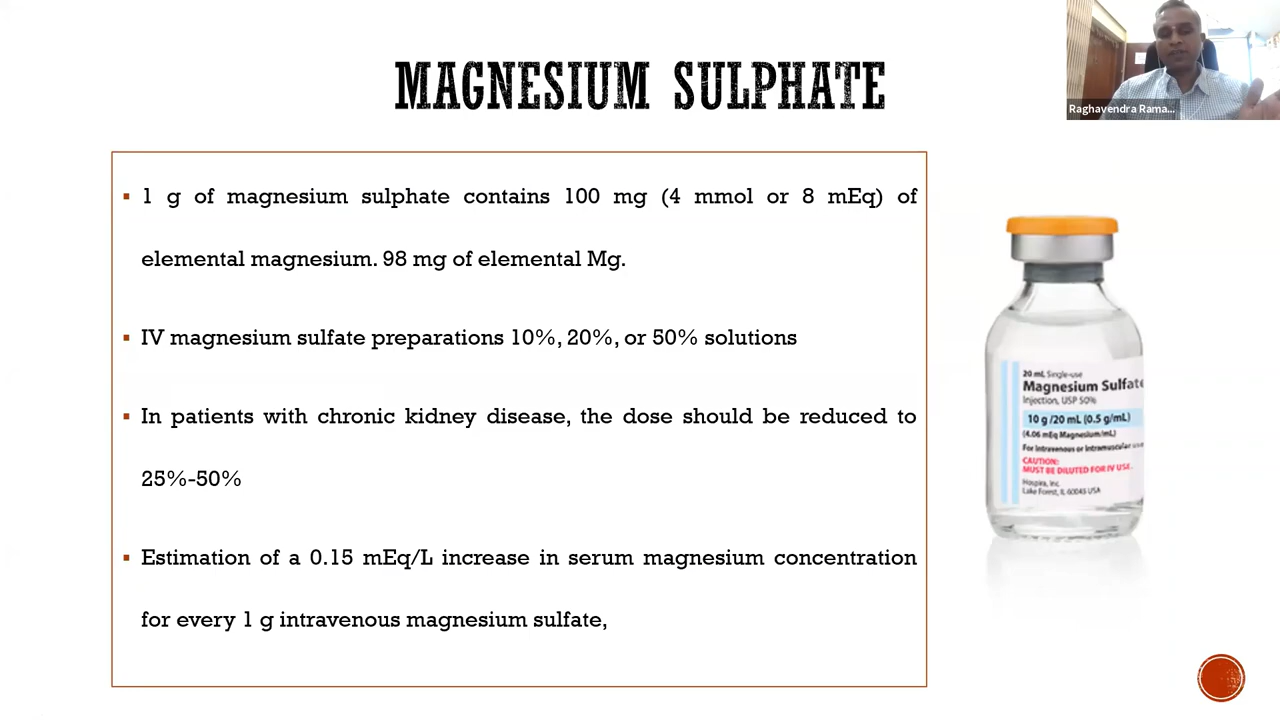 Raghavendra Rama...
MAGNESIUM SULPHATE
▪ 1 g of magnesium sulphate contains 100 mg (4 mmol or 8 mEq) of
elemental magnesium. 98 mg of elemental Mg.
▪ IV magnesium sulfate preparations 10%, 20%, or 50% solutions
▪ In patients with chronic kidney disease, the dose should be reduced to
25%-50%
▪ Estimation of a 0.15 mEq/L increase in serum magnesium concentration
for every 1 g intravenous magnesium sulfate,
20 mL Single-use
Magnesium Sulfate
Injection, USP 50%
10 g/20 mL (0.5 g/mL)
(4.06 mEq Magnesium/mL)
For Intravenous or Intramuscular
CAUTION:
MUST BE DILUTED FOR IV USE.
Hospira, Inc.
Lake Forest, IL 60045 USA